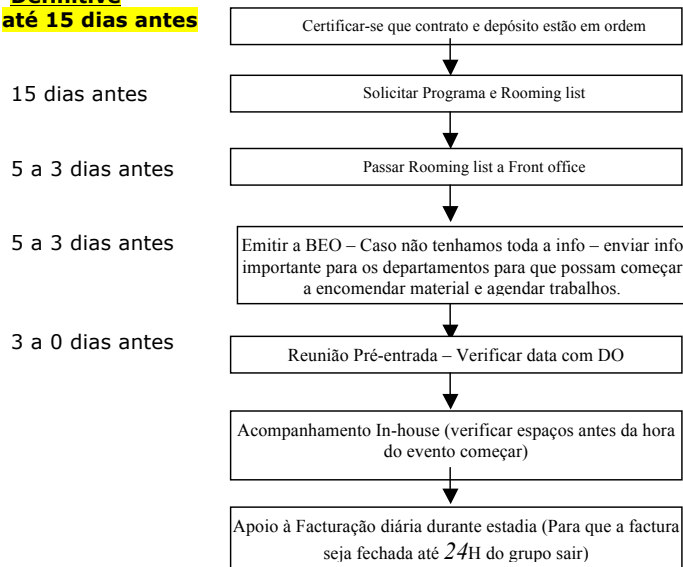 Definitive
até 15 dias antes
Certificar-se que contrato e depósito estão em ordem
15 dias antes
Solicitar Programa e Rooming list
5 a 3 dias antes
Passar Rooming list a Front office
5 a 3 dias antes
Emitir a BEO – Caso não tenhamos toda a info – enviar info
importante para os departamentos para que possam começar
a encomendar material e agendar trabalhos.
3 a 0 dias antes
Reunião Pré-entrada – Verificar data com DO
Acompanhamento In-house (verificar espaços antes da hora
do evento começar)
Apoio à Facturação diária durante estadia (Para que a factura
seja fechada até 24H do grupo sair)